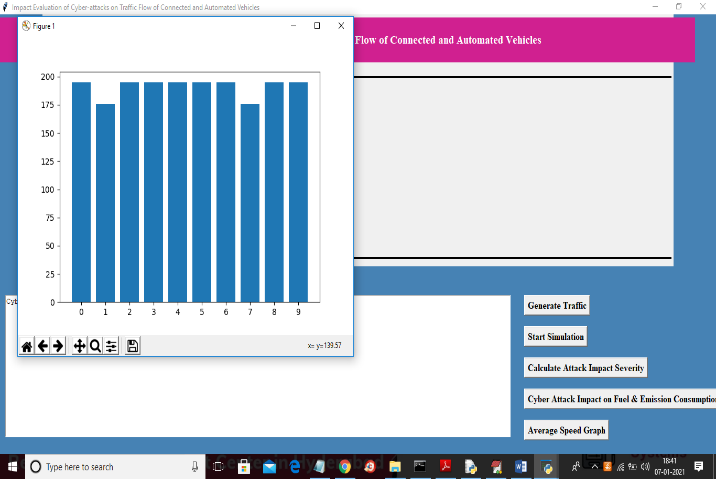 Impact Evaluation of Cyber-attacks on Traffic Flow of Connected and Automated Vehicles
Figure 1
Flow of Connected and Automated Vehicles
200
175
150
125
100
75
50
25
0
0 1 2 3 4 5 6 7 8 9
x= y=139.57
Cyb
Generate Traffic
Start Simulation
Calculate Attack Impact Severity
Cyber Attack Impact on Fuel & Emission Consumption
Average Speed Graph
Type here to search
18:41
07-01-2021